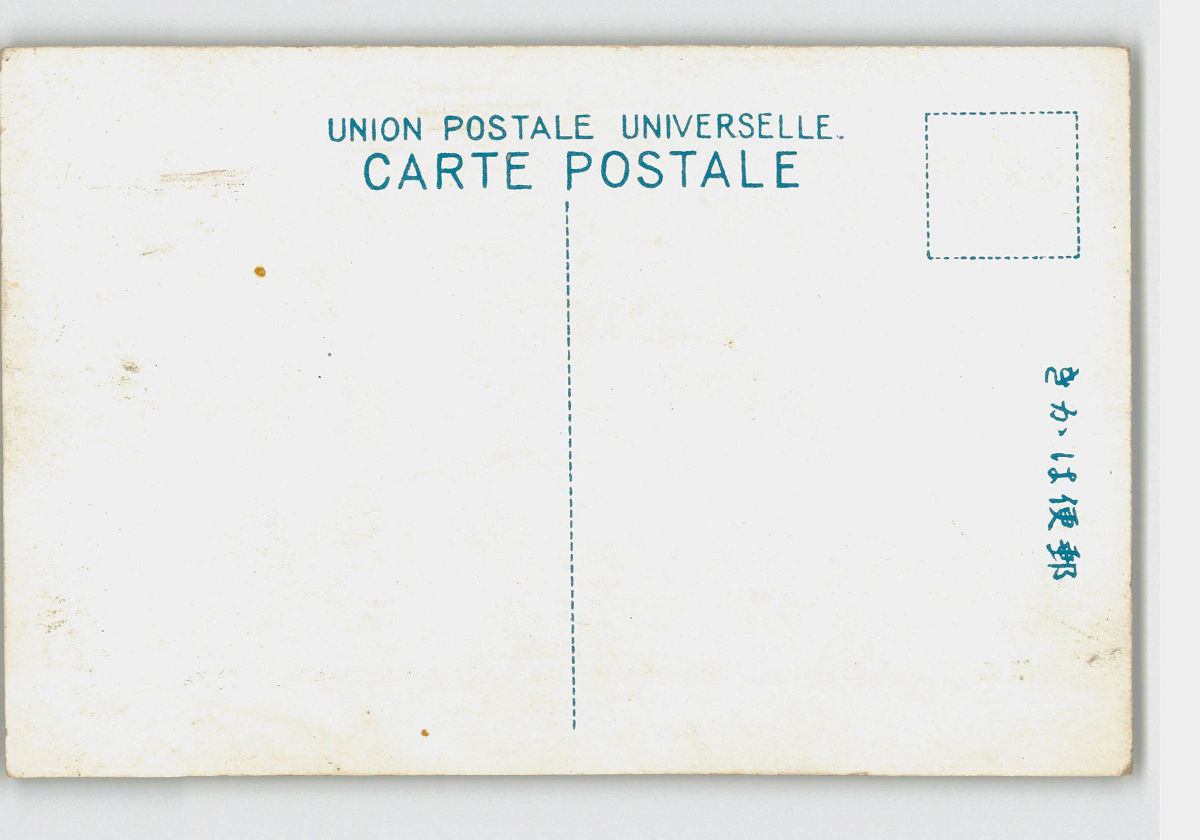 UNION POSTALE UNIVERSELLE.
CARTE POSTALE
きかは便郵